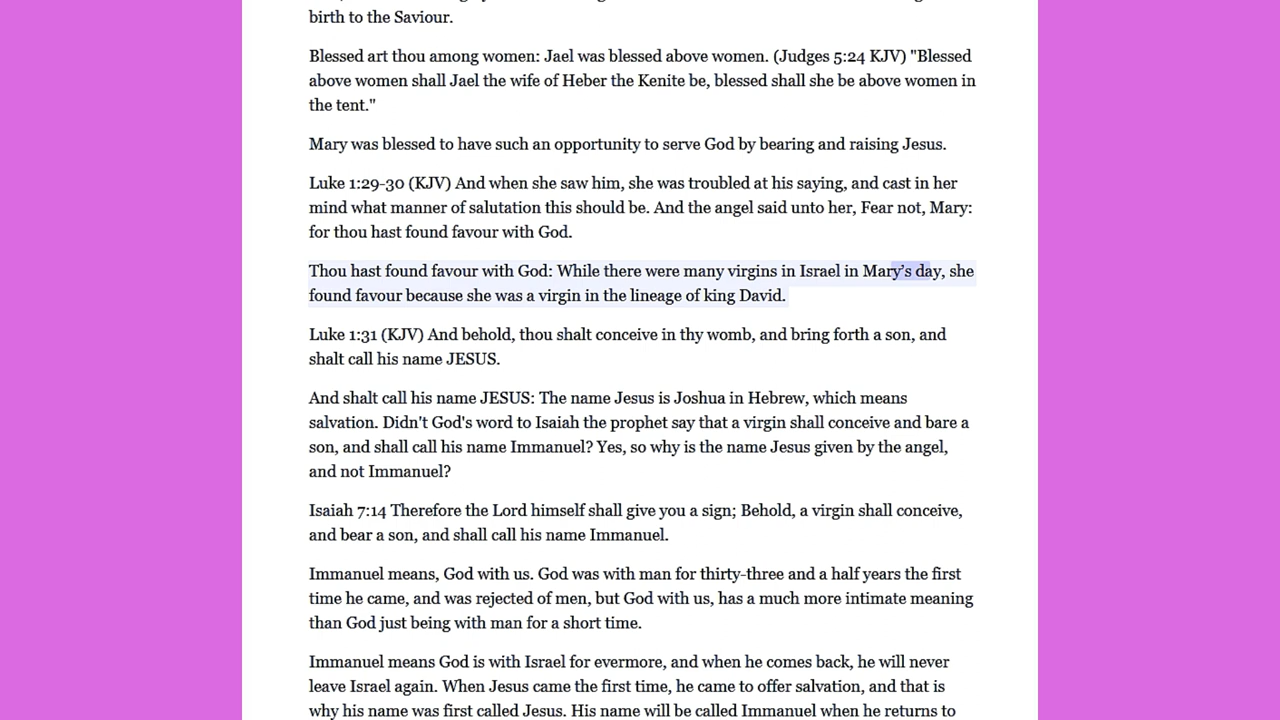 birth to the Saviour.
Blessed art thou among women: Jael was blessed above women. (Judges 5:24 KJV) "Blessed
above women shall Jael the wife of Heber the Kenite be, blessed shall she be above women in
the tent."
Mary was blessed to have such an opportunity to serve God by bearing and raising Jesus.
Luke 1:29-30 (KJV) And when she saw him, she was troubled at his saying, and cast in her
mind what manner of salutation this should be. And the angel said unto her, Fear not, Mary:
for thou hast found favour with God.
Thou hast found favour with God: While there were many virgins in Israel in Mary’s day, she
found favour because she was a virgin in the lineage of king David.
Luke 1:31 (KJV) And behold, thou shalt conceive in thy womb, and bring forth a son, and
shalt call his name JESUS.
And shalt call his name JESUS: The name Jesus is Joshua in Hebrew, which means
salvation. Didn't God's word to Isaiah the prophet say that a virgin shall conceive and bare a
son, and shall call his name Immanuel? Yes, so why is the name Jesus given by the angel,
and not Immanuel?
Isaiah 7:14 Therefore the Lord himself shall give you a sign; Behold, a virgin shall conceive,
and bear a son, and shall call his name Immanuel.
Immanuel means, God with us. God was with man for thirty-three and a half years the first
time he came, and was rejected of men, but God with us, has a much more intimate meaning
than God just being with man for a short time.
Immanuel means God is with Israel for evermore, and when he comes back, he will never
leave Israel again. When Jesus came the first time, he came to offer salvation, and that is
why his name was first called Jesus. His name will be called Immanuel when he returns to